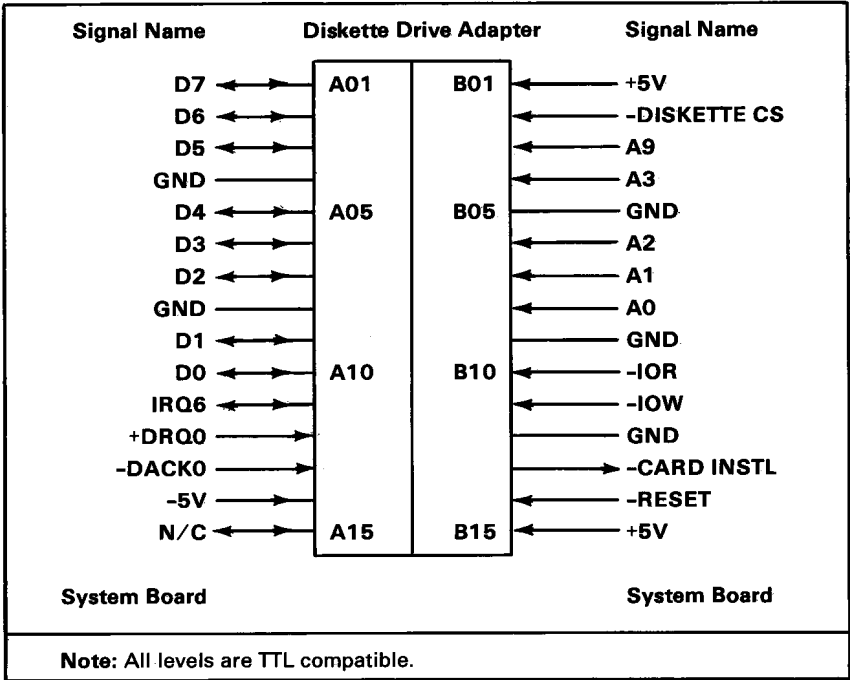 Signal Name Diskette Drive Adapter Signal Name
D7 A01 B01 +5V
D6 -DISKETTE CS
D5 A9
GND A3
D4 A05 B05 GND
D3 A2
D2 A1
GND A0
D1 GND
D0 A10 B10 -IOR
IRQ6 -IOW
+DRQ0 GND
-DACK0 -CARD INSTL
-5V -RESET
N/C A15 B15 +5V
System Board System Board
Note: All levels are TTL compatible.